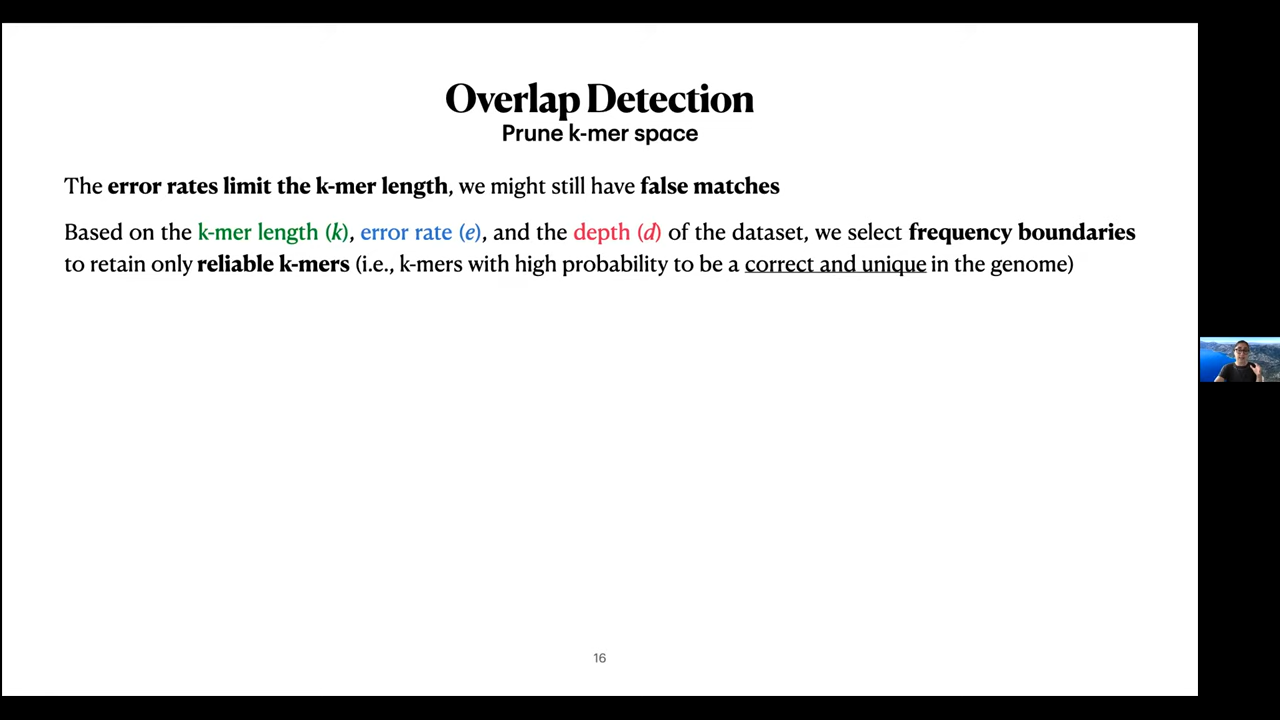 Overlap Detection
Prune k-mer space
The error rates limit the k-mer length, we might still have false matches
Based on the k-mer length (k), error rate (e), and the depth (d) of the dataset, we select frequency boundaries
to retain only reliable k-mers (i.e., k-mers with high probability to be a correct and unique in the genome)
16